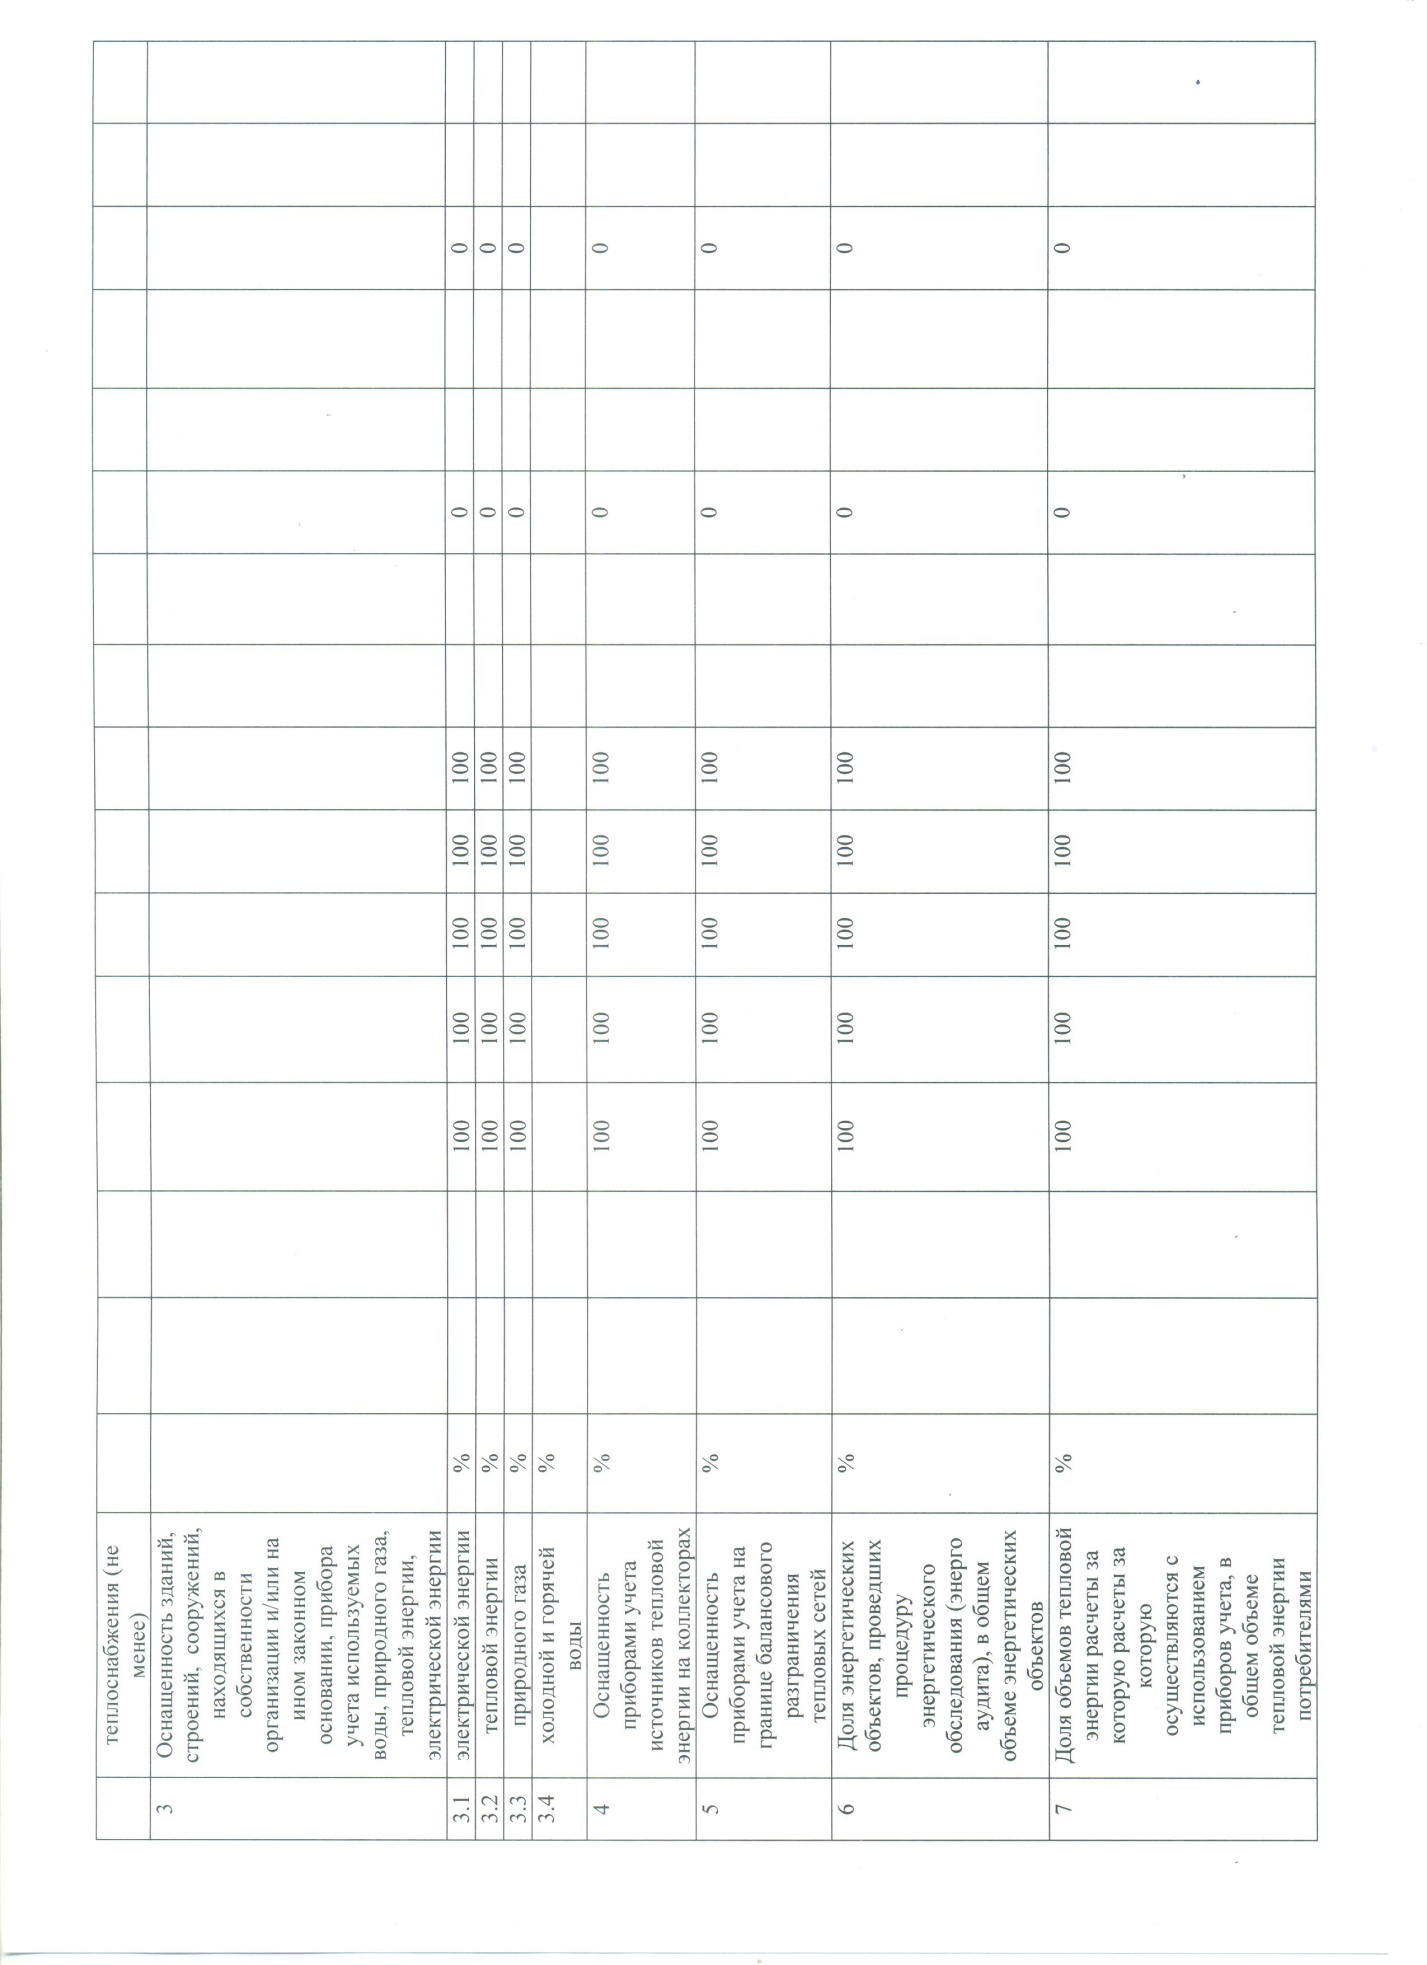 теплоснабжения (не
менее)
3 Оснащенность зданий,
строений, сооружений,
находящихся в
собственности
организации и/или на
ином законном
основании, прибора
учета используемых
воды, природного газа,
тепловой энергии,
электрической энергии
3.1 электрической энергии % 100 100 100 100 100 0 0
3.2 тепловой энергии % 100 100 100 100 100 0 0
3.3 природного газа % 100 100 100 100 100 0 0
3.4 холодной и горячей %
воды
4 Оснащенность % 100 100 100 100 100 0 0
приборами учета
источников тепловой
энергии на коллекторах
5 Оснащенность % 100 100 100 100 100 0 0
приборами учета на
границе балансового
разграничения
тепловых сетей
6 Доля энергетических % 100 100 100 100 100 0 0
объектов, проведших
процедуру
энергетического
обследования (энерго
аудита), в общем
объеме энергетических
объектов
7 Доля объемов тепловой % 100 100 100 100 100 0 0
энергии расчеты за
которую расчеты за
которую
осуществляются с
использованием
приборов учета, в
общем объеме
тепловой энергии
потребителями